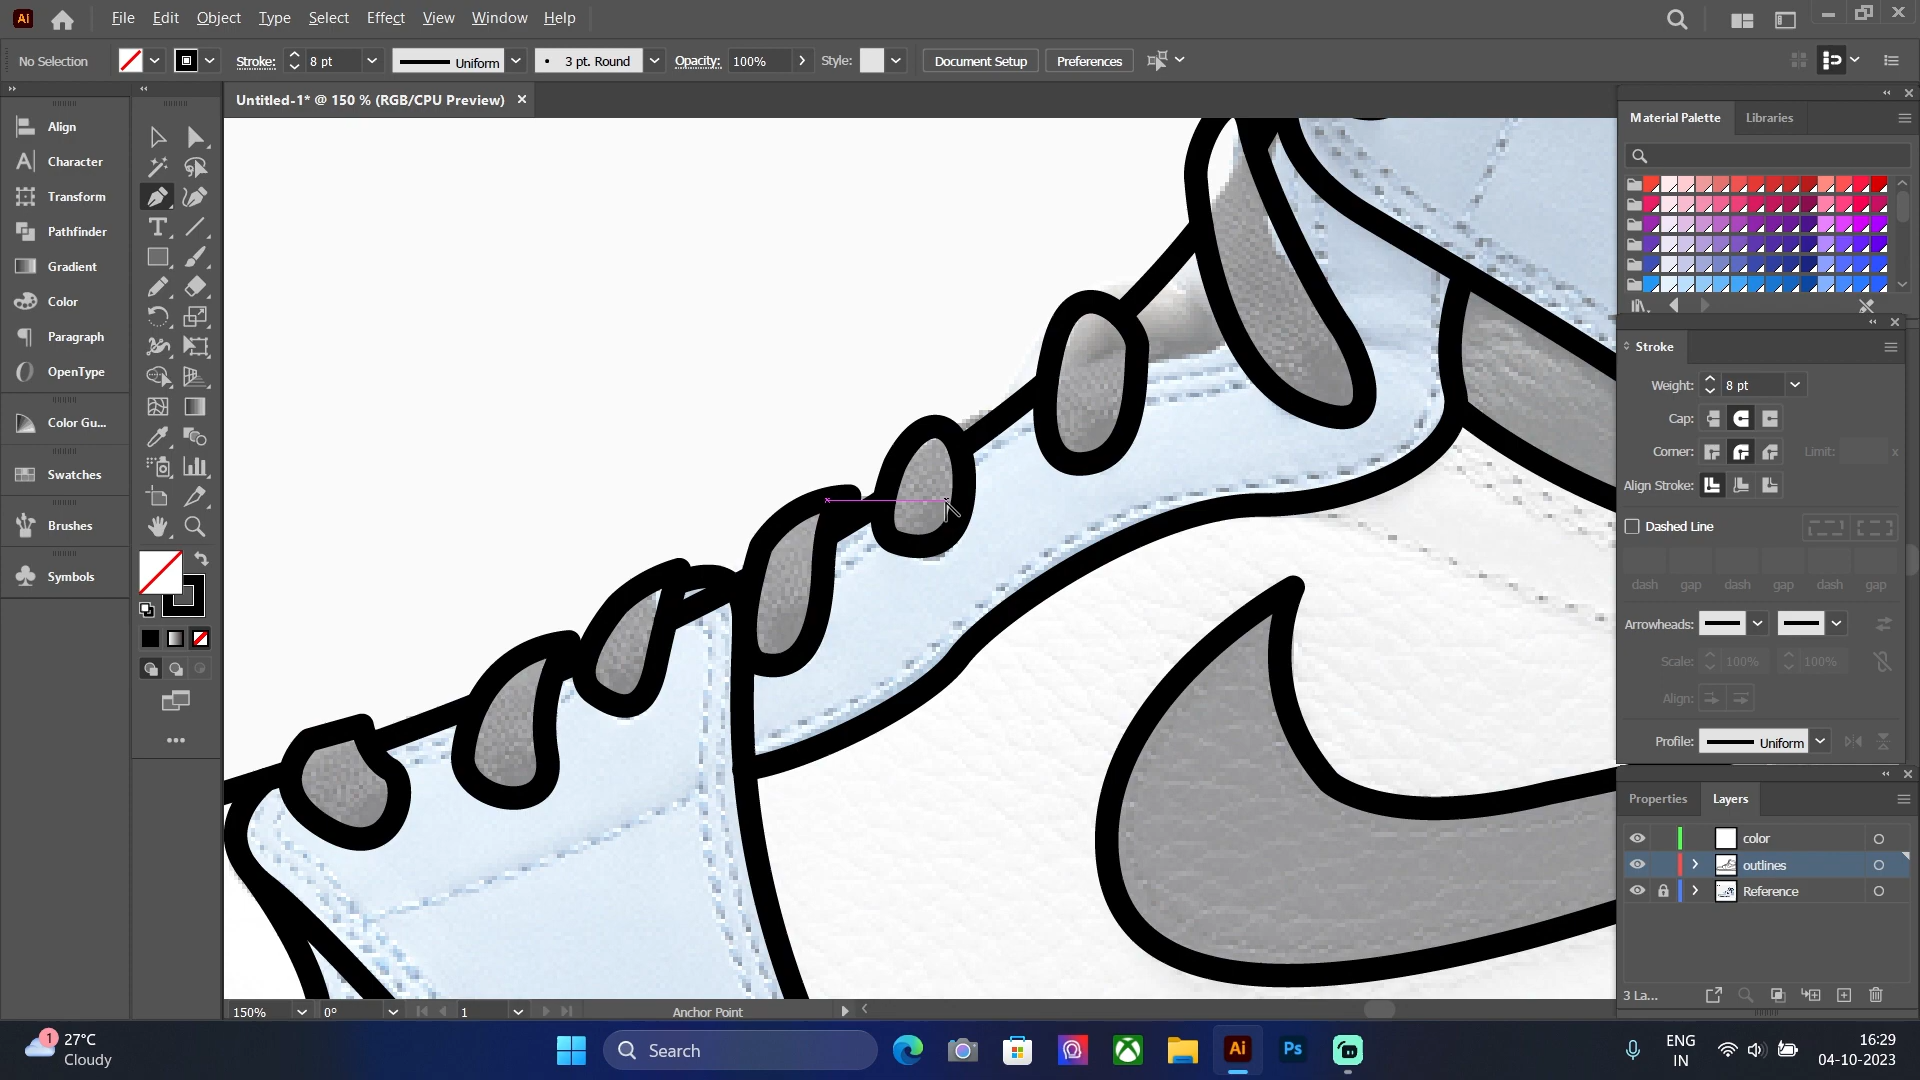 Ai File Edit Object Type Select Effect View Window Help
No Selection Stroke: 8 pt Uniform 3 pt. Round Opacity: 100% Style: Document Setup Preferences
Untitled-1* @ 150 % (RGB/CPU Preview)
Align
Character
Transform
Pathfinder
Gradient
Color
Paragraph
OpenType
Color Gu...
Swatches
Brushes
Symbols
Material Palette Libraries
Stroke
Weight: 8 pt
Cap:
Corner: Limit: x
Align Stroke:
Dashed Line
dash gap dash gap dash gap
Arrowheads:
Scale: 100% 100%
Align:
Profile: Uniform
Properties Layers
color
outlines
Reference
3 La...
150% 0° 1 Anchor Point
1
27°C
Cloudy
Search
Ai
Ps
ENG
IN
16:29
04-10-2023